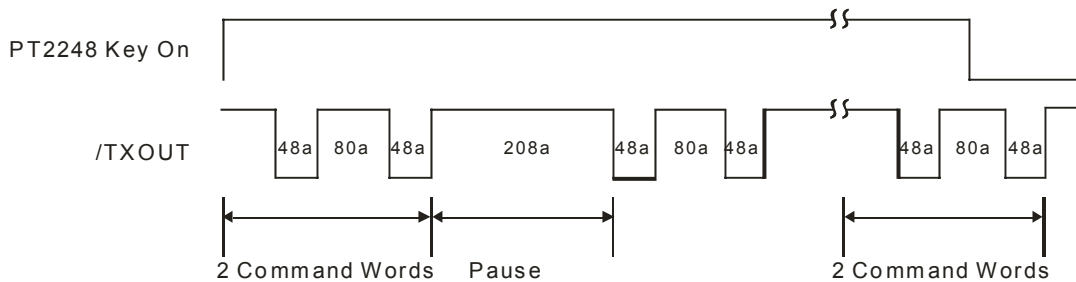 PT2248 Key On
/TXOUT
48a 80a 48a 208a 48a 80a 48a 48a 80a 48a
2 Command Words Pause 2 Command Words